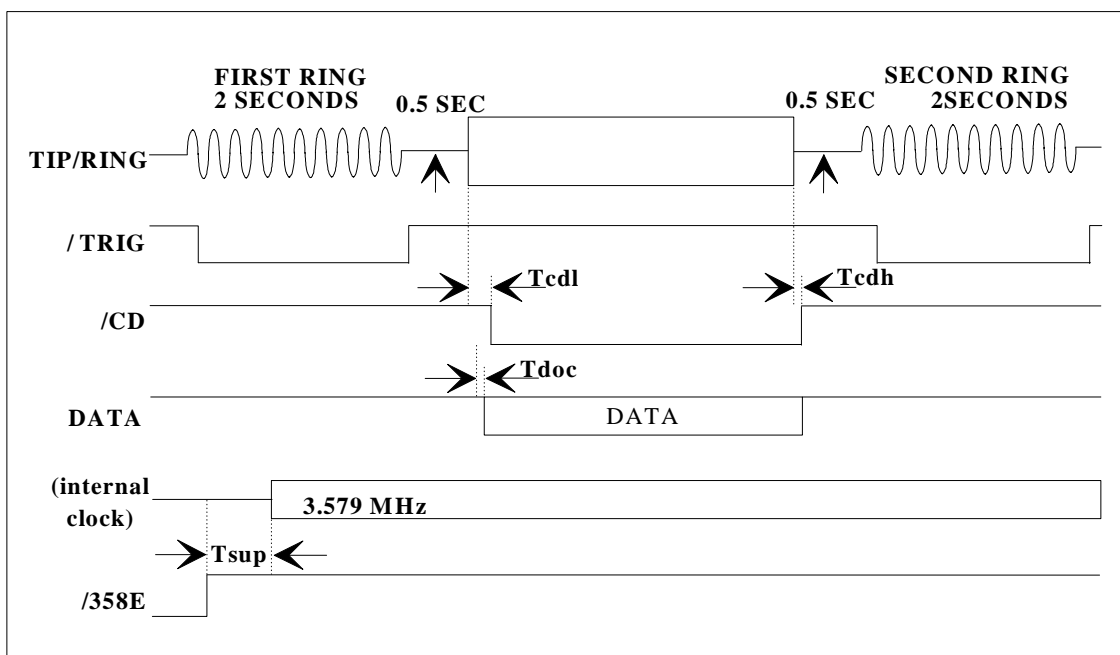 FIRST RING
2 SECONDS
0.5 SEC
0.5 SEC
SECOND RING
2SECONDS
TIP/RING
/ TRIG
Tcdl
Tcdh
/CD
Tdoc
DATA
DATA
(internal
clock)
3.579 MHz
Tsup
/358E